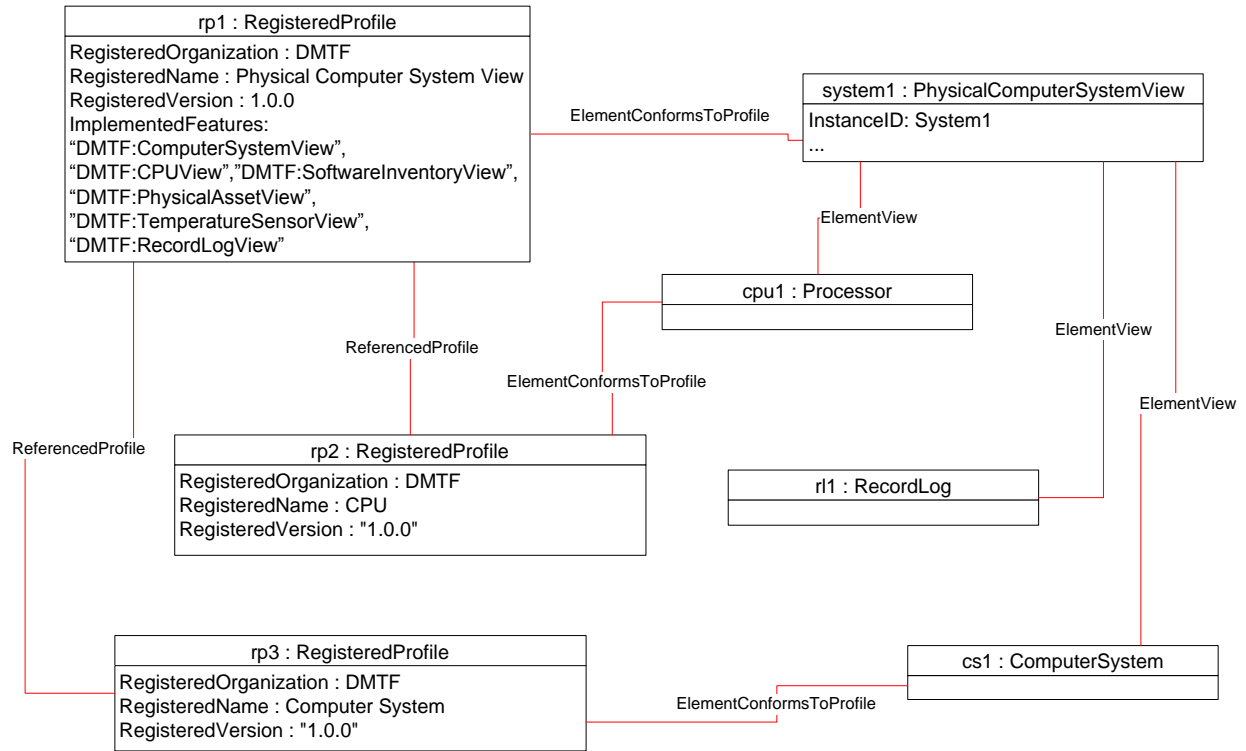 rp1 : RegisteredProfile
RegisteredOrganization : DMTF
RegisteredName : Physical Computer System View
RegisteredVersion : 1.0.0
ImplementedFeatures:
“DMTF:ComputerSystemView”,
“DMTF:CPUView”,”DMTF:SoftwareInventoryView”,
“DMTF:PhysicalAssetView”,
”DMTF:TemperatureSensorView”,
“DMTF:RecordLogView”
ElementConformsToProfile
system1 : PhysicalComputerSystemView
InstanceID: System1
...
ElementView
cpu1 : Processor
ElementView
ReferencedProfile
ElementConformsToProfile
ElementView
ReferencedProfile
rp2 : RegisteredProfile
RegisteredOrganization : DMTF
RegisteredName : CPU
RegisteredVersion : "1.0.0"
rl1 : RecordLog
rp3 : RegisteredProfile
RegisteredOrganization : DMTF
RegisteredName : Computer System
RegisteredVersion : "1.0.0"
ElementConformsToProfile
cs1 : ComputerSystem